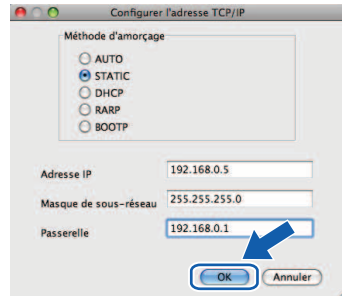 Configurer l'adresse TCP/IP
Méthode d'amorçage
AUTO
STATIC
DHCP
RARP
BOOTP
Adresse IP 192.168.0.5
Masque de sous-réseau 255.255.255.0
Passerelle 192.168.0.1
OK Annuler